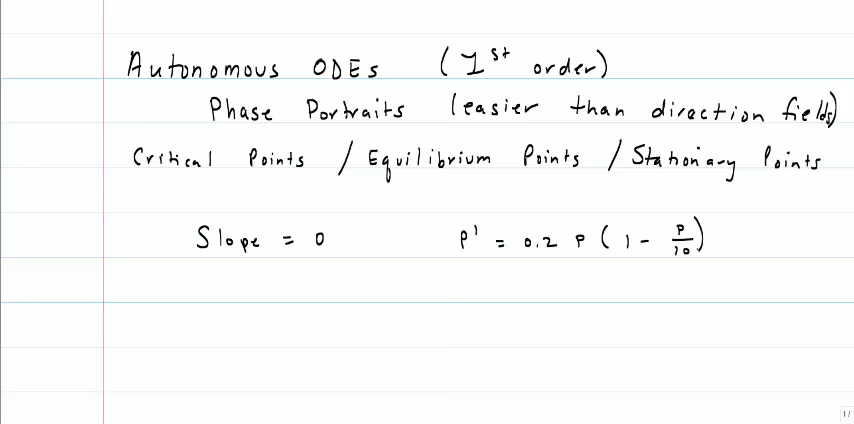 Autonomous ODEs (1st order)
Phase Portraits (easier than direction fields)
Critical Points / Equilibrium Points / Stationary Points
Slope = 0 P' = 0.2 P (1 - P/10)